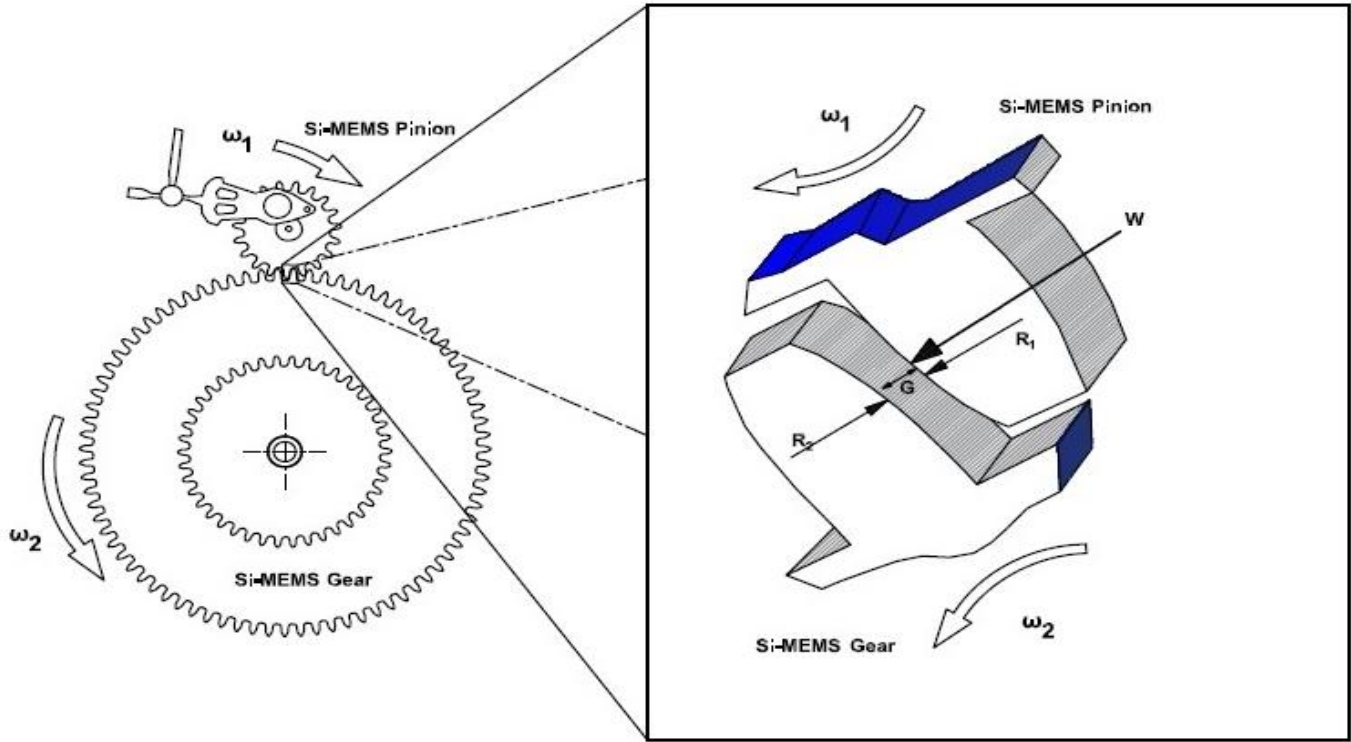 ω1
Si-MEMS Pinion
ω2
Si-MEMS Gear
ω1
Si-MEMS Pinion
W
R1
G
R2
ω2
Si-MEMS Gear